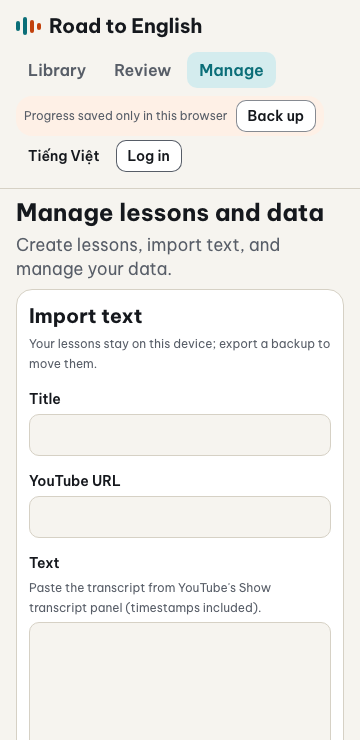 Road to English
Library Review Manage
Progress saved only in this browser Back up
Tiếng Việt Log in
Manage lessons and data
Create lessons, import text, and
manage your data.
Import text
Your lessons stay on this device; export a backup to
move them.
Title
YouTube URL
Text
Paste the transcript from YouTube's Show
transcript panel (timestamps included).